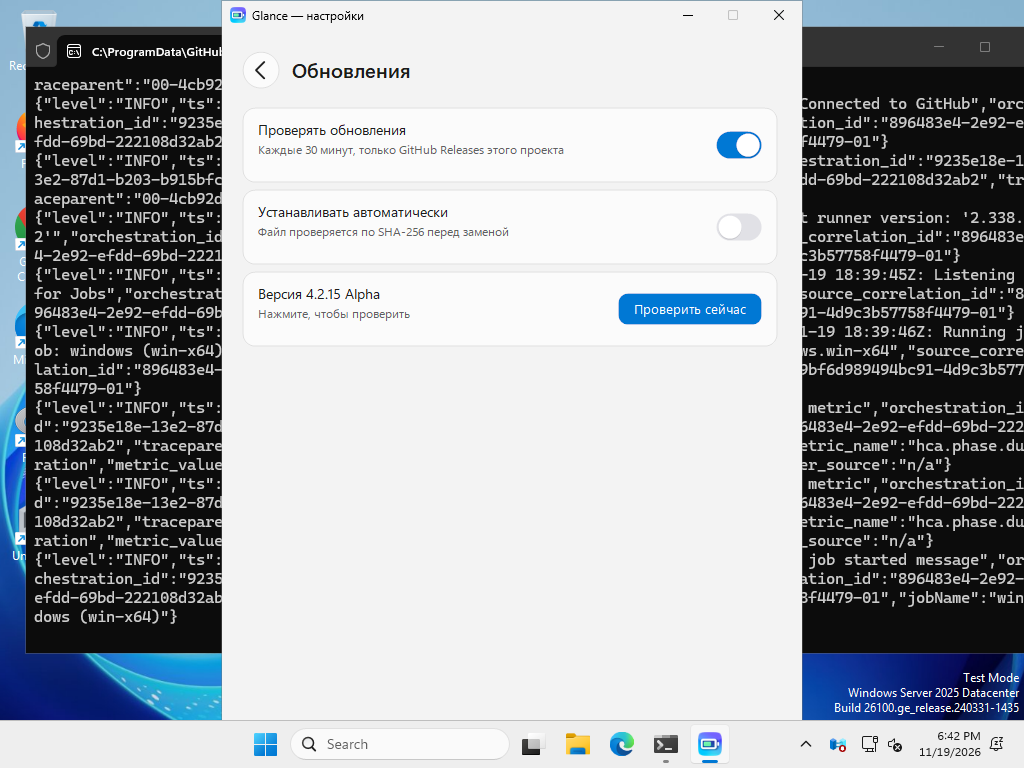 Glance — настройки
Обновления
Проверять обновления
Каждые 30 минут, только GitHub Releases этого проекта
Устанавливать автоматически
Файл проверяется по SHA-256 перед заменой
Версия 4.2.15 Alpha
Нажмите, чтобы проверить
Проверить сейчас
C:\ProgramData\GitHub
raceparent":"00-4cb92
{"level":"INFO","ts":
hestration_id":"9235e
fdd-69bd-222108d32ab2
{"level":"INFO","ts":
3e2-87d1-b203-b915bfc
aceparent":"00-4cb92d
{"level":"INFO","ts":
2'","orchestration_id
4-2e92-efdd-69bd-2221
{"level":"INFO","ts":
for Jobs","orchestrat
96483e4-2e92-efdd-69b
{"level":"INFO","ts":
ob: windows (win-x64)
lation_id":"896483e4-
58f4479-01"}
{"level":"INFO","ts":
d":"9235e18e-13e2-87d
108d32ab2","tracepare
ration","metric_value
{"level":"INFO","ts":
d":"9235e18e-13e2-87d
108d32ab2","tracepare
ration","metric_value
{"level":"INFO","ts":
chestration_id":"9235
efdd-69bd-222108d32ab
dows (win-x64)"}
Connected to GitHub","orc
tion_id":"896483e4-2e92-e
f4479-01"}
estration_id":"9235e18e-1
dd-69bd-222108d32ab2","tr
t runner version: '2.338.
_correlation_id":"896483e
c3b57758f4479-01"}
-19 18:39:45Z: Listening
source_correlation_id":"8
91-4d9c3b57758f4479-01"}
1-19 18:39:46Z: Running j
ws.win-x64","source_corre
9bf6d989494bc91-4d9c3b577
metric","orchestration_i
6483e4-2e92-efdd-69bd-222
etric_name":"hca.phase.du
er_source":"n/a"}
metric","orchestration_i
6483e4-2e92-efdd-69bd-222
etric_name":"hca.phase.du
_source":"n/a"}
job started message","or
ation_id":"896483e4-2e92-
8f4479-01","jobName":"win
Test Mode
Windows Server 2025 Datacenter
Build 26100.ge_release.240331-1435
Search
6:42 PM
11/19/2026